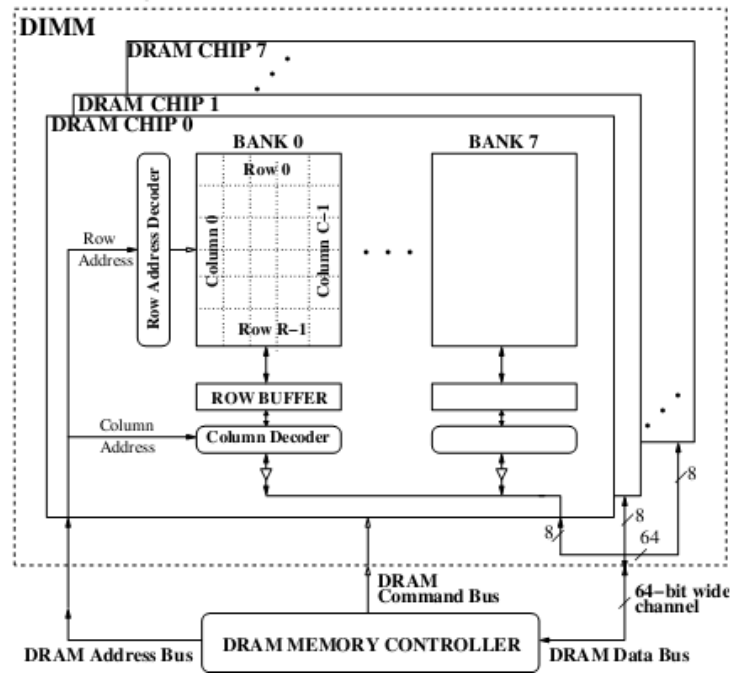 DIMM
DRAM CHIP 7
DRAM CHIP 1
DRAM CHIP 0
BANK 0
BANK 7
Row 0
Row Address Decoder
Column 0
Column C−1
Row
Address
Row R−1
ROW BUFFER
Column
Address
Column Decoder
8
8
8
64
DRAM
Command Bus
64−bit wide
channel
DRAM Address Bus
DRAM MEMORY CONTROLLER
DRAM Data Bus